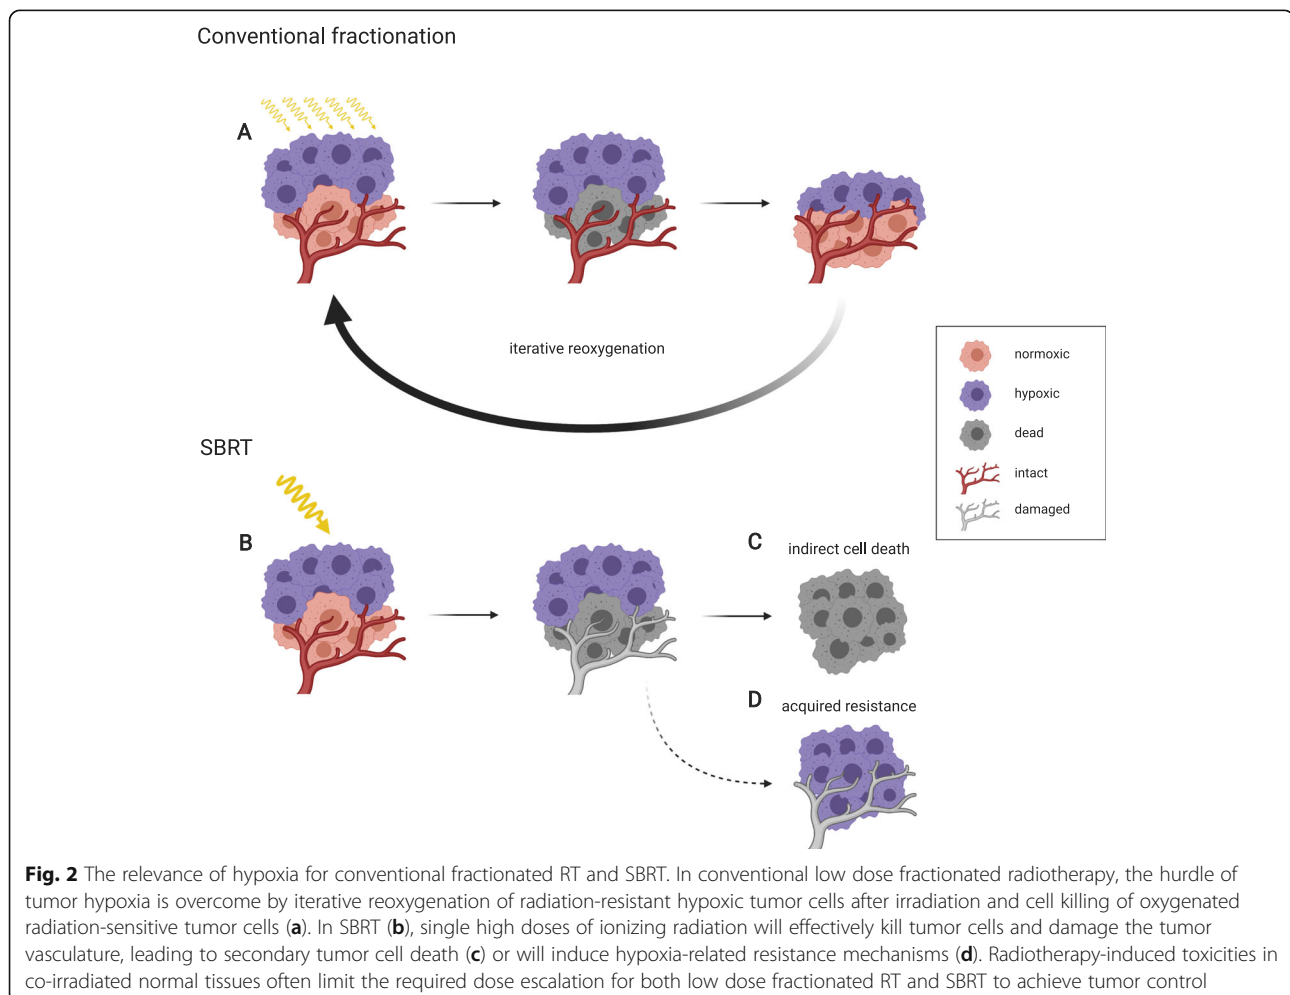 Conventional fractionation
A
iterative reoxygenation
normoxic
hypoxic
dead
intact
damaged
SBRT
B
C
indirect cell death
D
acquired resistance
Fig. 2 The relevance of hypoxia for conventional fractionated RT and SBRT. In conventional low dose fractionated radiotherapy, the hurdle of
tumor hypoxia is overcome by iterative reoxygenation of radiation-resistant hypoxic tumor cells after irradiation and cell killing of oxygenated
radiation-sensitive tumor cells (a). In SBRT (b), single high doses of ionizing radiation will effectively kill tumor cells and damage the tumor
vasculature, leading to secondary tumor cell death (c) or will induce hypoxia-related resistance mechanisms (d). Radiotherapy-induced toxicities in
co-irradiated normal tissues often limit the required dose escalation for both low dose fractionated RT and SBRT to achieve tumor control